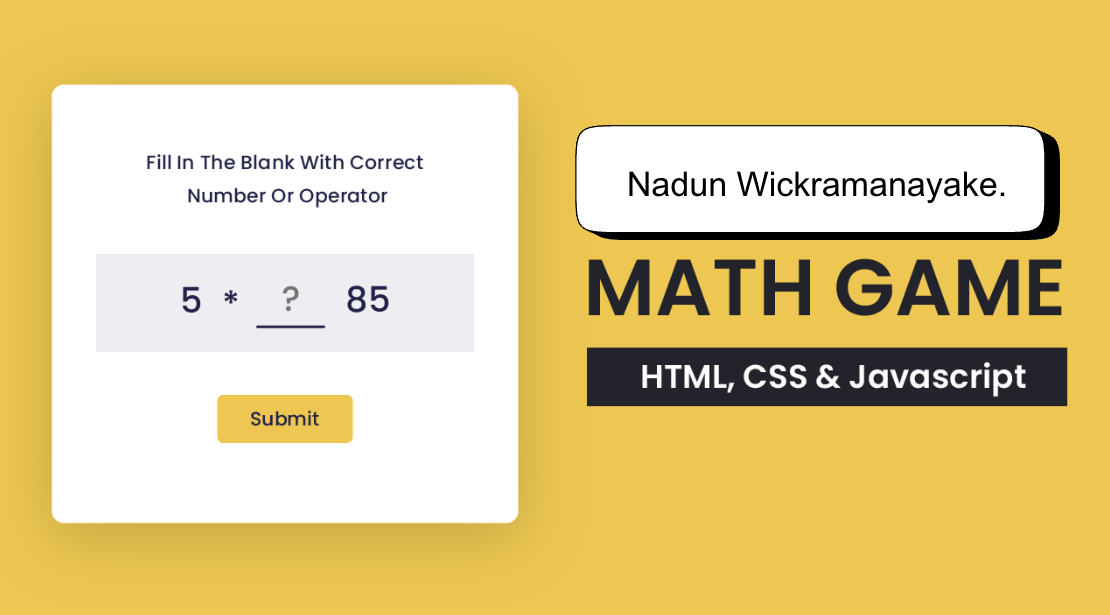 Fill In The Blank With Correct
Number Or Operator
5 * ? 85
Submit
Nadun Wickramanayake.
MATH GAME
HTML, CSS & Javascript